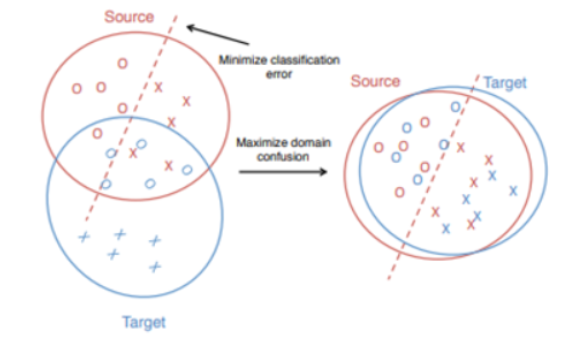 Source
Minimize classification
error
Source
Target
Maximize domain
confusion
Target